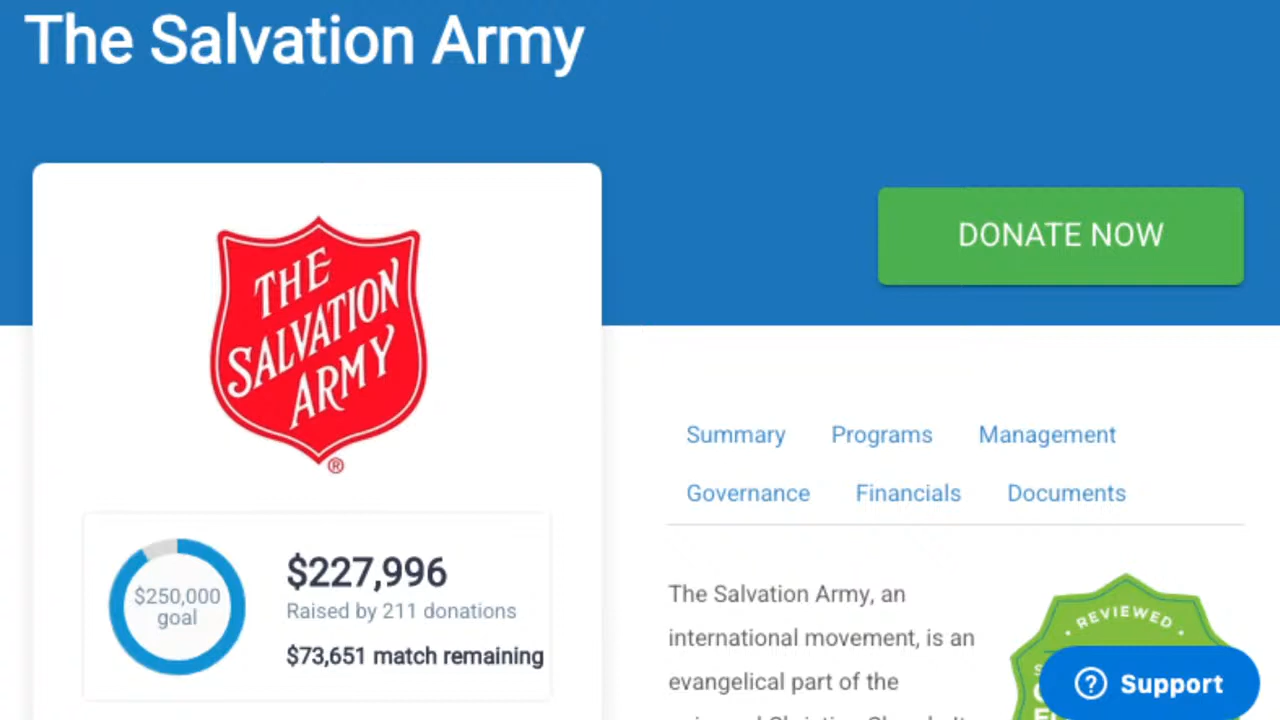 The Salvation Army
DONATE NOW
THE
SALVATION
ARMY
®
Summary Programs Management
Governance Financials Documents
$250,000
goal
$227,996
Raised by 211 donations
$73,651 match remaining
The Salvation Army, an
international movement, is an
evangelical part of the
• REVIEWED •
Support